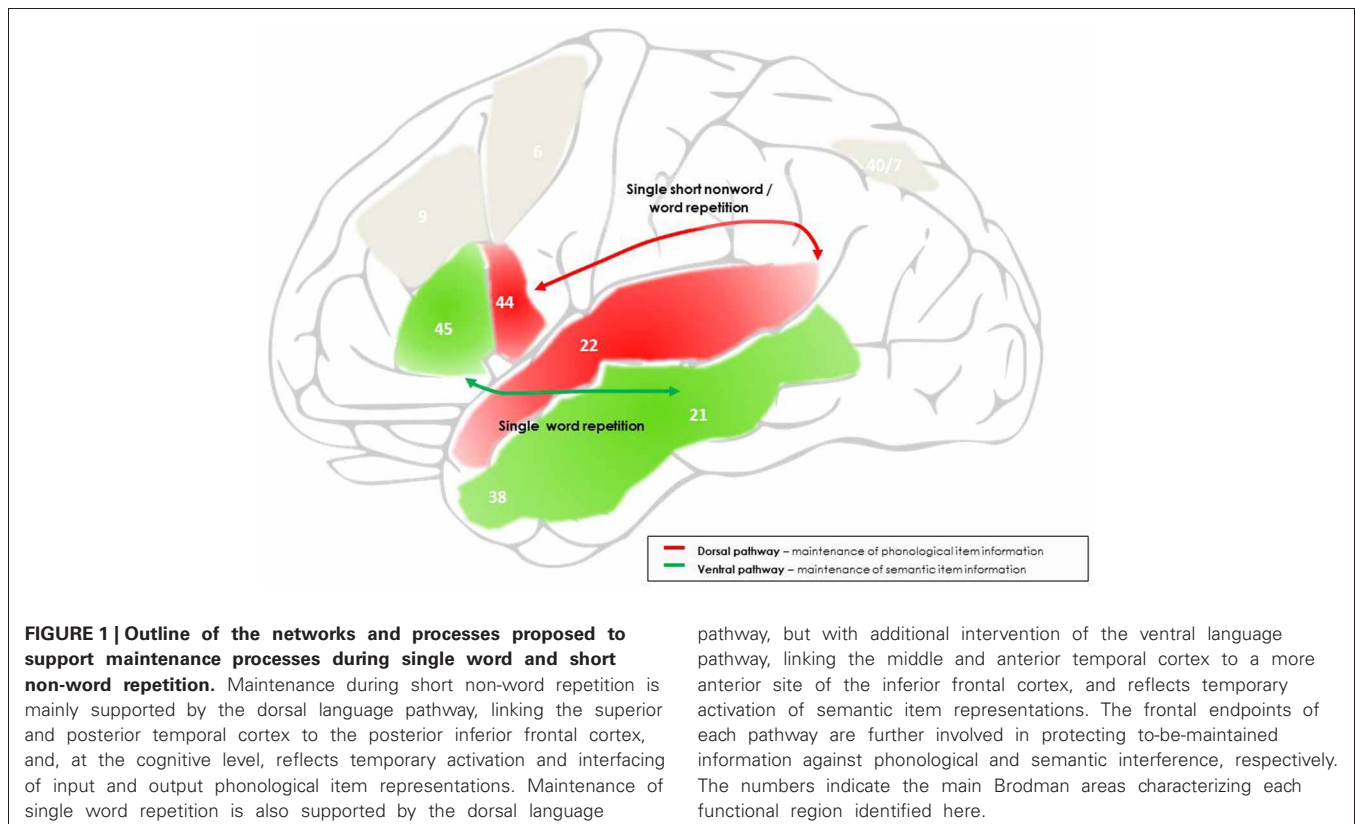 6
40/7
9
Single short nonword /
word repetition
44
45
22
21
Single word repetition
38
Dorsal pathway – maintenance of phonological item information
Ventral pathway – maintenance of semantic item information
FIGURE 1 | Outline of the networks and processes proposed to
support maintenance processes during single word and short
non-word repetition. Maintenance during short non-word repetition is
mainly supported by the dorsal language pathway, linking the superior
and posterior temporal cortex to the posterior inferior frontal cortex,
and, at the cognitive level, reflects temporary activation and interfacing
of input and output phonological item representations. Maintenance of
single word repetition is also supported by the dorsal language
pathway, but with additional intervention of the ventral language
pathway, linking the middle and anterior temporal cortex to a more
anterior site of the inferior frontal cortex, and reflects temporary
activation of semantic item representations. The frontal endpoints of
each pathway are further involved in protecting to-be-maintained
information against phonological and semantic interference, respectively.
The numbers indicate the main Brodman areas characterizing each
functional region identified here.